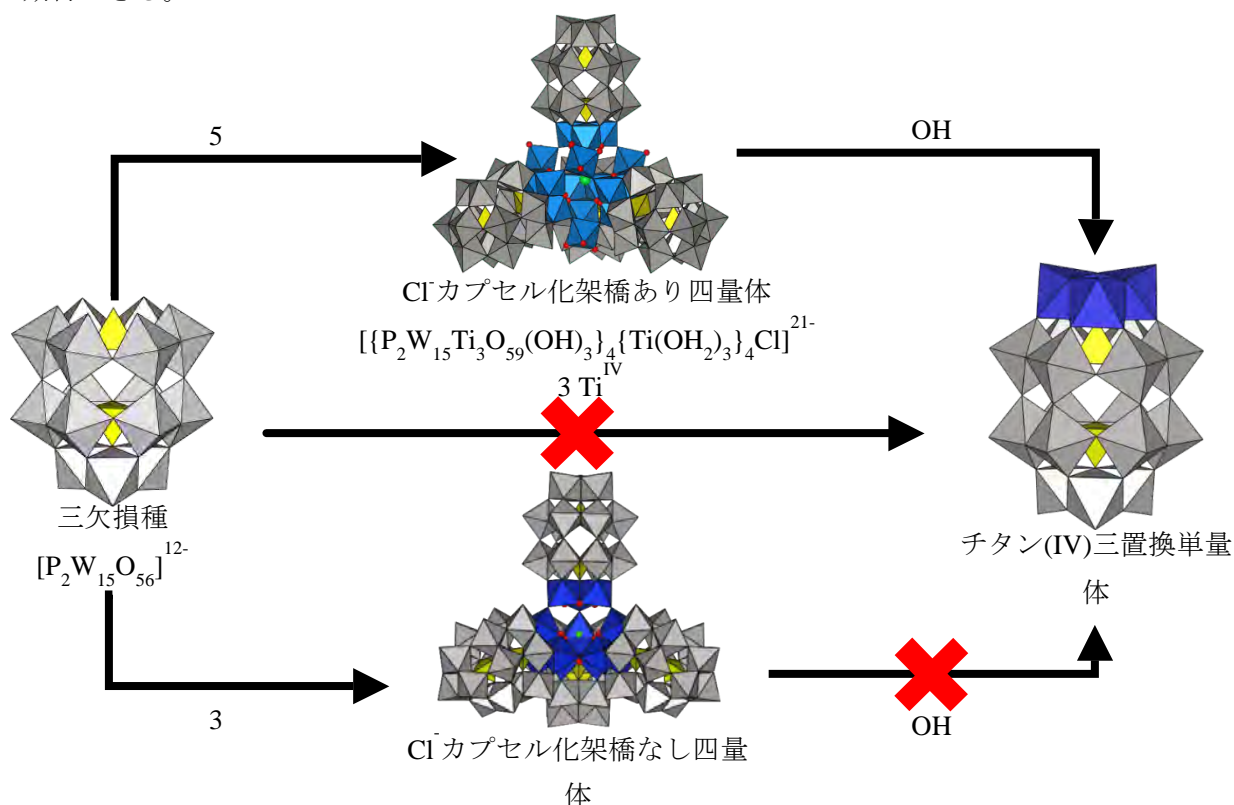 5
OH
Cl⁻カプセル化架橋あり四量体
[{P₂W₁₅Ti₃O₅₉(OH)₃}₄{Ti(OH₂)₃}₄Cl]²¹⁻
3 Tiᴵⱽ
三欠損種
[P₂W₁₅O₅₆]¹²⁻
チタン(IV)三置換単量
体
3
OH
Cl⁻カプセル化架橋なし四量
体